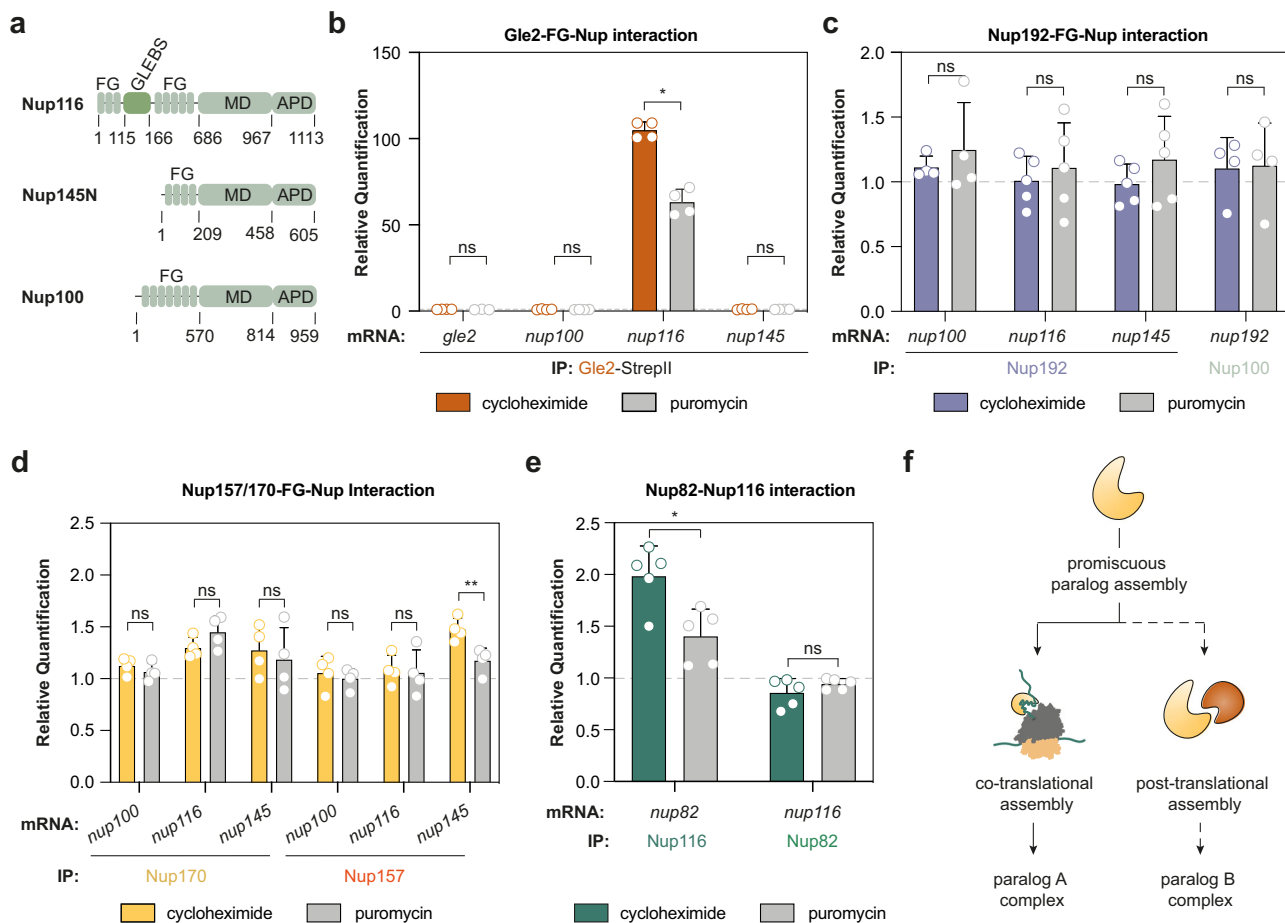 a
FG
GLEBS
FG
Nup116
MD
APD
1
115
166
686
967
1113
FG
Nup145N
MD
APD
1
209
458
605
FG
Nup100
MD
APD
1
570
814
959
b
Gle2-FG-Nup interaction
Relative Quantification
150
100
50
0
ns
ns
*
ns
mRNA:
gle2
nup100
nup116
nup145
IP: Gle2-StrepII
cycloheximide
puromycin
c
Nup192-FG-Nup interaction
Relative Quantification
2.0
1.5
1.0
0.5
0.0
ns
ns
ns
ns
mRNA:
nup100
nup116
nup145
nup192
IP:
Nup192
Nup100
cycloheximide
puromycin
d
Nup157/170-FG-Nup Interaction
Relative Quantification
2.5
2.0
1.5
1.0
0.5
0.0
ns
ns
ns
ns
ns
**
mRNA:
nup100
nup116
nup145
nup100
nup116
nup145
IP:
Nup170
Nup157
cycloheximide
puromycin
e
Nup82-Nup116 interaction
Relative Quantification
2.5
2.0
1.5
1.0
0.5
0.0
*
ns
mRNA:
nup82
nup116
IP:
Nup116
Nup82
cycloheximide
puromycin
f
promiscuous
paralog assembly
co-translational
assembly
post-translational
assembly
paralog A
complex
paralog B
complex